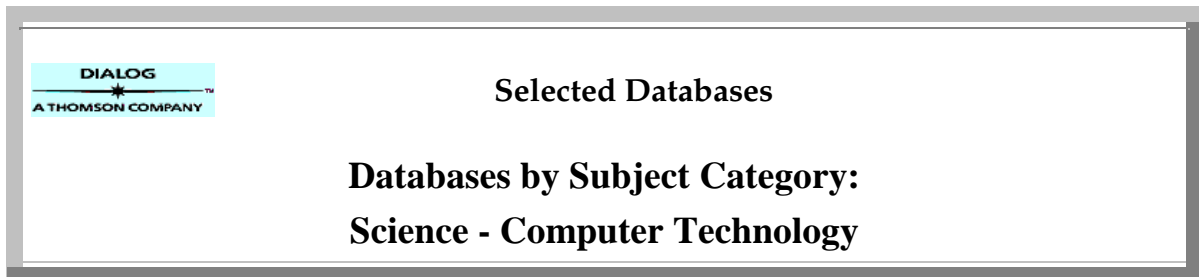 DIALOG
TM
A THOMSON COMPANY
Selected Databases
Databases by Subject Category:
Science - Computer Technology